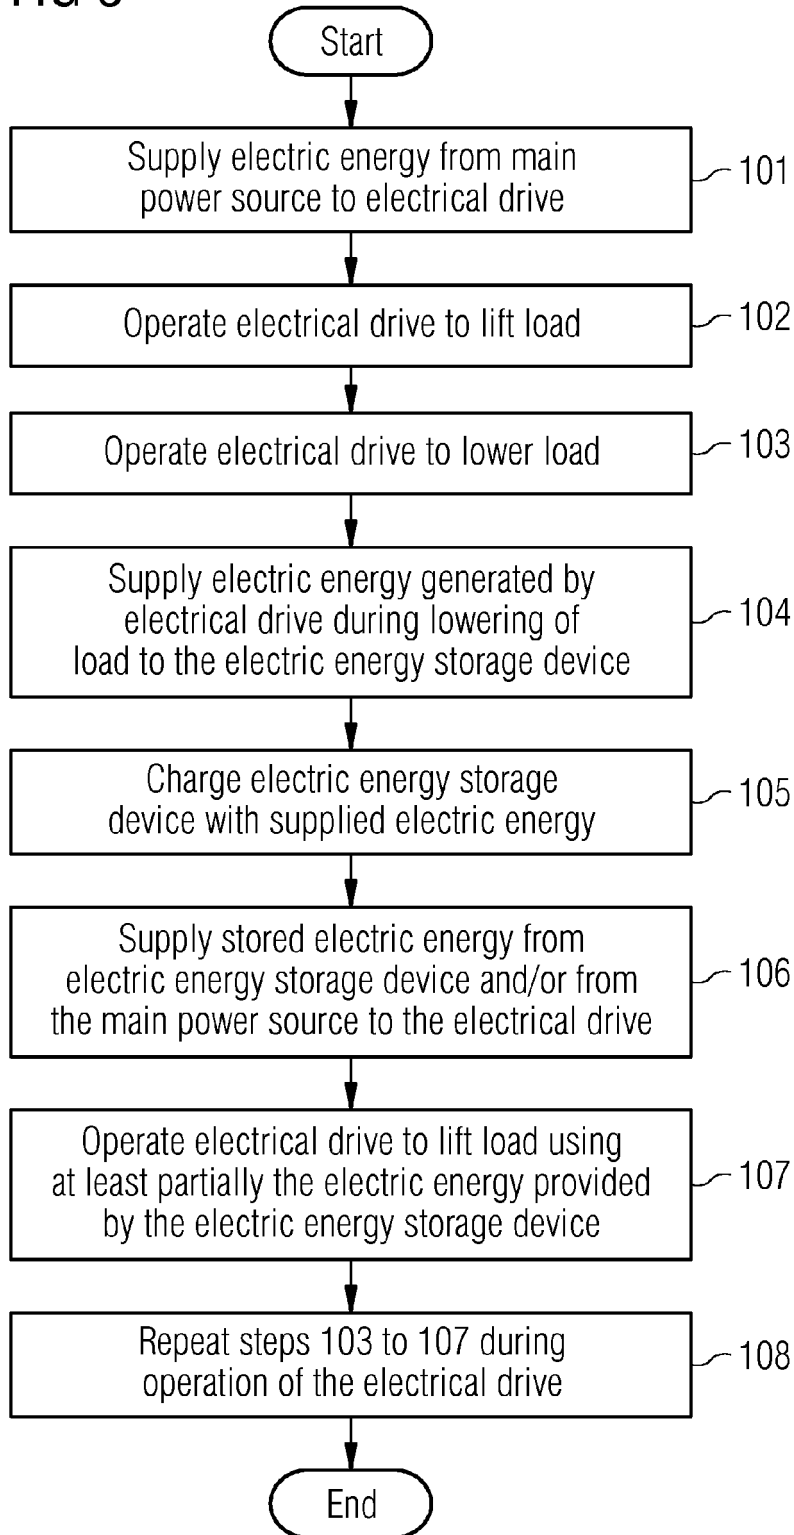 Start
Supply electric energy from main
power source to electrical drive
101
Operate electrical drive to lift load
102
Operate electrical drive to lower load
103
Supply electric energy generated by
electrical drive during lowering of
load to the electric energy storage device
104
Charge electric energy storage
device with supplied electric energy
105
Supply stored electric energy from
electric energy storage device and/or from
the main power source to the electrical drive
106
Operate electrical drive to lift load using
at least partially the electric energy provided
by the electric energy storage device
107
Repeat steps 103 to 107 during
operation of the electrical drive
108
End